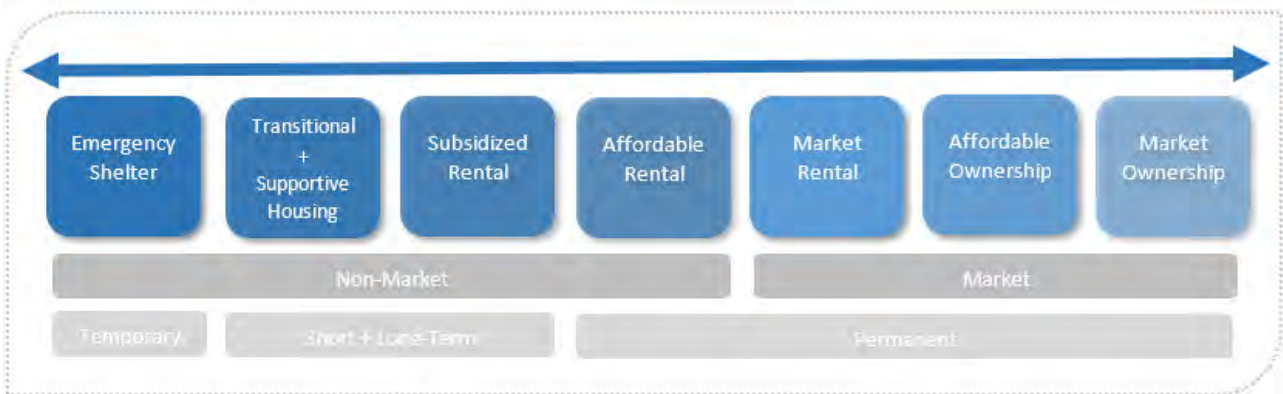 Emergency
Shelter
Transitional
+
Supportive
Housing
Subsidized
Rental
Affordable
Rental
Market
Rental
Affordable
Ownership
Market
Ownership
Non-Market
Market
Temporary
Short + Long-Term
Permanent